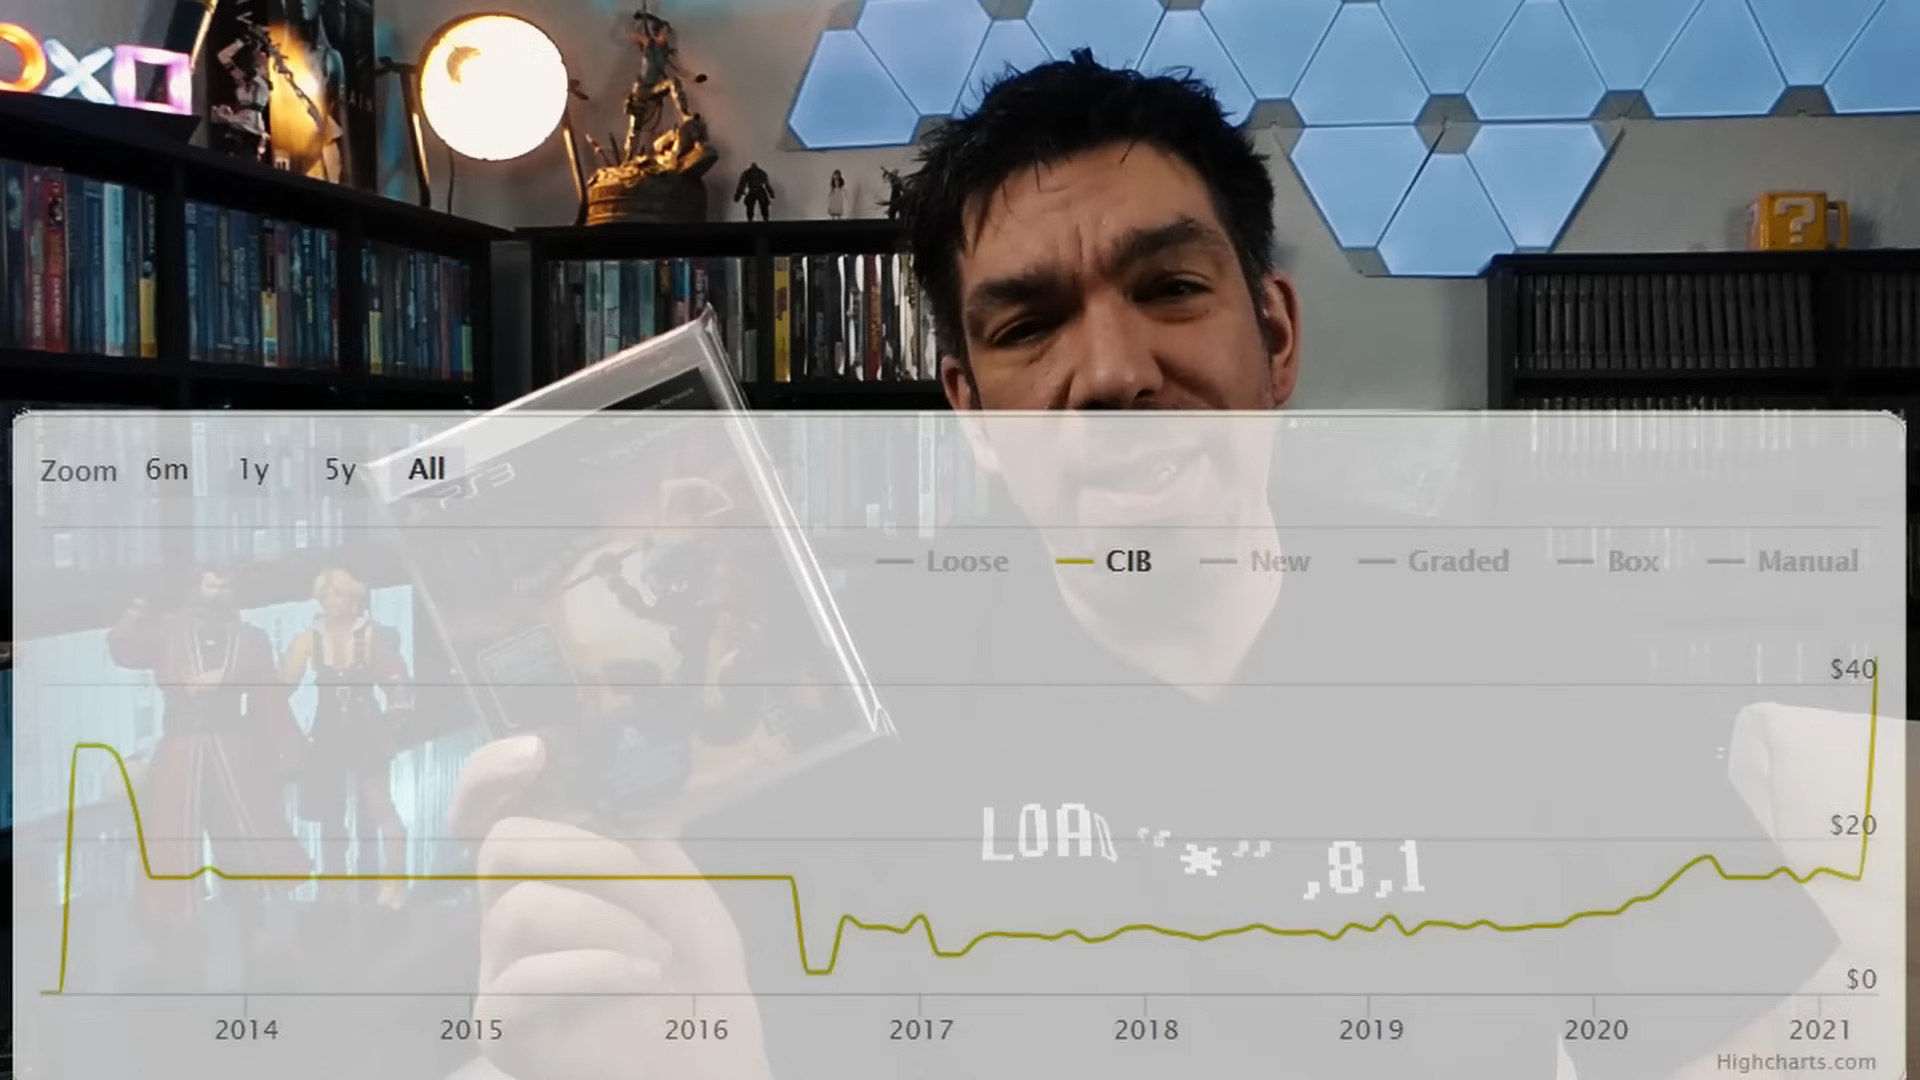 PS3
Zoom 6m 1y 5y All
Loose CIB New Graded Box Manual
$40
$20
LOAD "*" ,8,1
$0
2014 2015 2016 2017 2018 2019 2020 2021
Highcharts.com